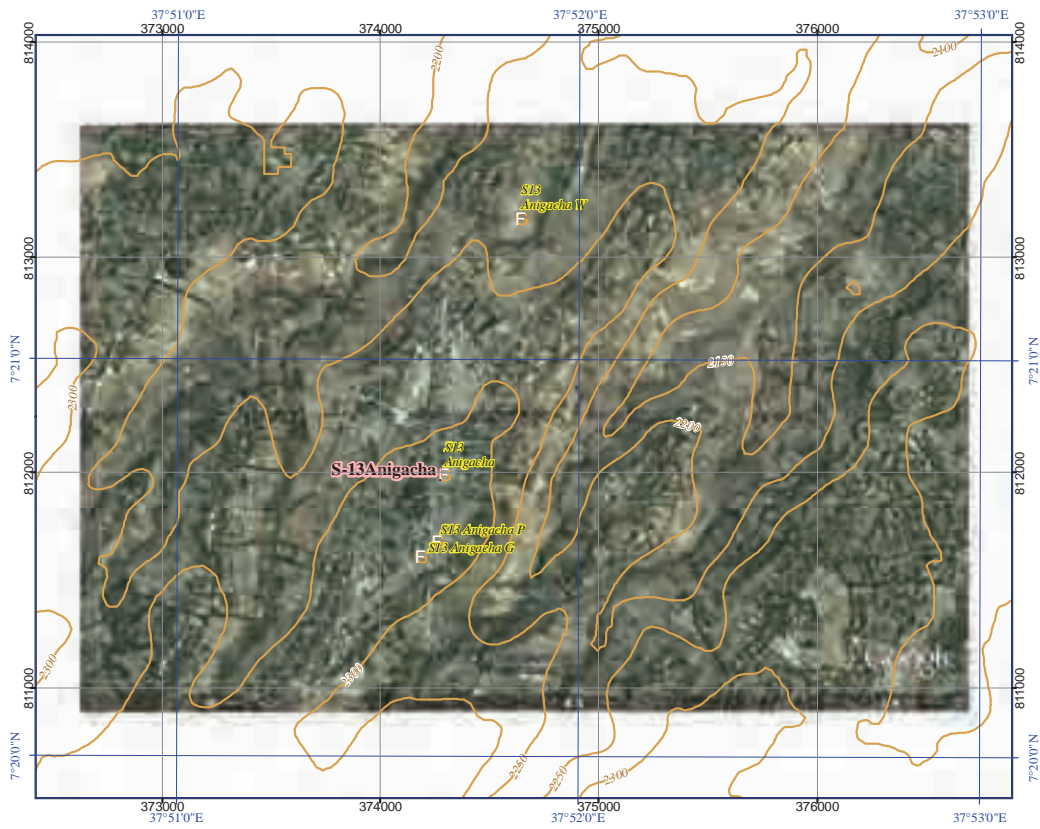 37°51'0"E 37°52'0"E 37°53'0"E
373000 374000 375000 376000
814000 814000
2200
2100
S13
Anigacha W
813000 813000
7°21'0"N 7°21'0"N
2150
2300
2200
S13
Anigacha
S-13Anigacha
812000 812000
S13 Anigacha P
S13 Anigacha G
2300
2300
811000 811000
7°20'0"N 7°20'0"N
2250
2250
2300
373000 374000 375000 376000
37°51'0"E 37°52'0"E 37°53'0"E